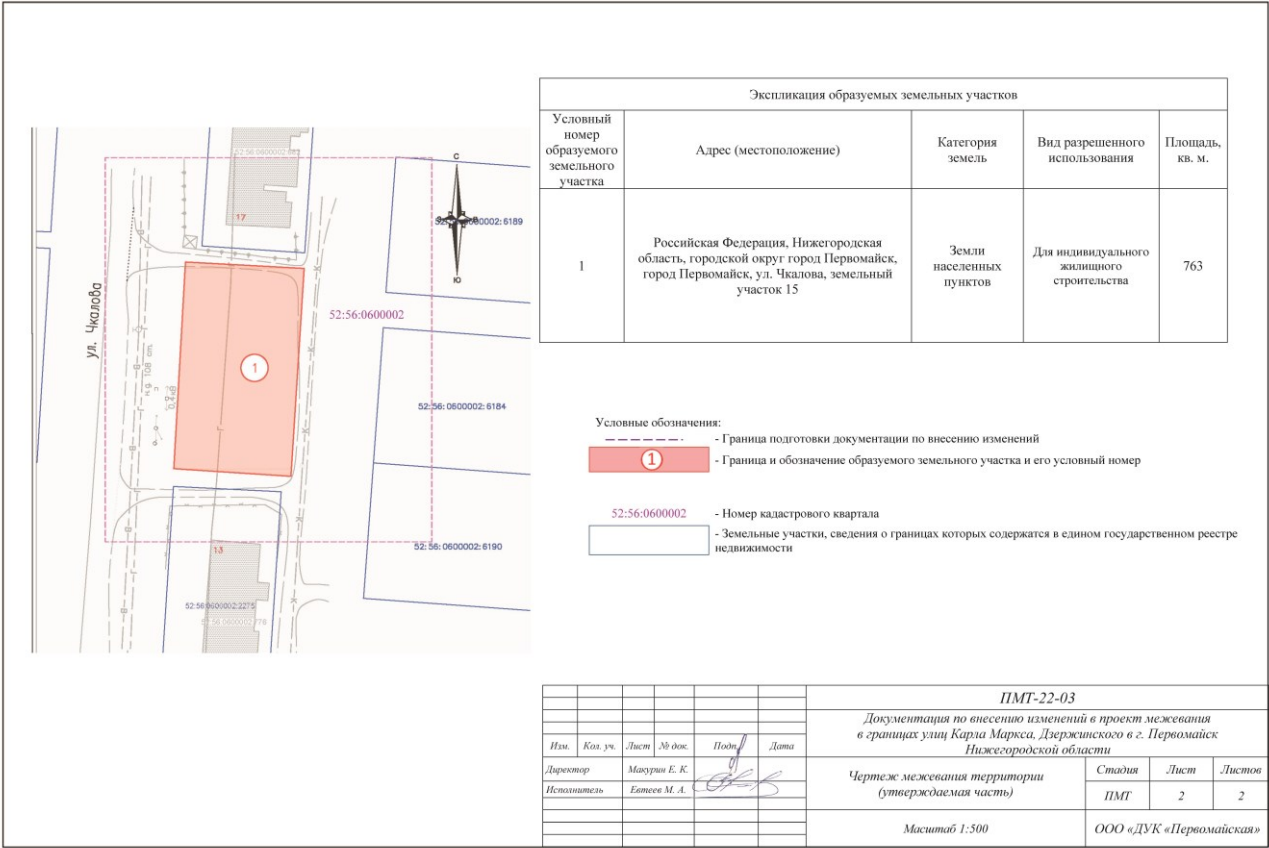 Экспликация образуемых земельных участков
Условный
номер
образуемого
земельного
участка
Адрес (местоположение)
Категория
земель
Вид разрешенного
использования
Площадь,
кв. м.
1
Российская Федерация, Нижегородская
область, городской округ город Первомайск,
город Первомайск, ул. Чкалова, земельный
участок 15
Земли
населенных
пунктов
Для индивидуального
жилищного
строительства
763
С
Ю
17
52:56:0600002:6189
52:56:0600002
ул. Чкалова
н.д. 108 ст.
1
52:56:0600002:6184
52:56:0600002:6190
13
52:56:0600002:2275
Условные обозначения:
- Граница подготовки документации по внесению изменений
1
- Граница и обозначение образуемого земельного участка и его условный номер
52:56:0600002
- Номер кадастрового квартала
- Земельные участки, сведения о границах которых содержатся в едином государственном реестре
недвижимости
ПМТ-22-03
Документация по внесению изменений в проект межевания
в границах улиц Карла Маркса, Дзержинского в г. Первомайск
Нижегородской области
Изм.
Кол. уч.
Лист
№ док.
Подп.
Дата
Директор
Макурин Е. К.
Исполнитель
Евтеев М. А.
Чертеж межевания территории
(утверждаемая часть)
Стадия
Лист
Листов
ПМТ
2
2
Масштаб 1:500
ООО «ДУК «Первомайская»